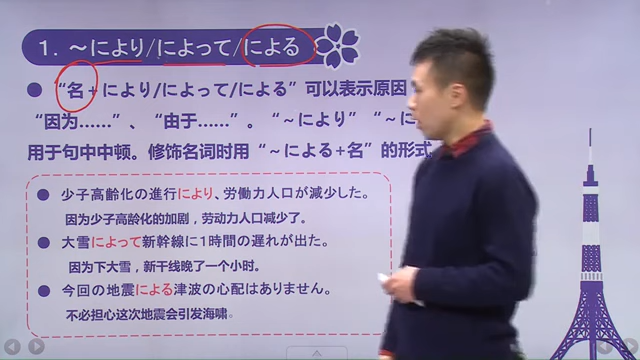 1. ～により/によって/による
● “名+により/によって/による”可以表示原因
“因为……”、“由于……”。“～により”“～に
用于句中中顿。修饰名词时用“～による+名”的形式
● 少子高齢化の進行により、労働力人口が減少した。
因为少子高龄化的加剧，劳动力人口减少了。
● 大雪によって新幹線に1時間の遅れが出た。
因为下大雪，新干线晚了一个小时。
● 今回の地震による津波の心配はありません。
不必担心这次地震会引发海啸。